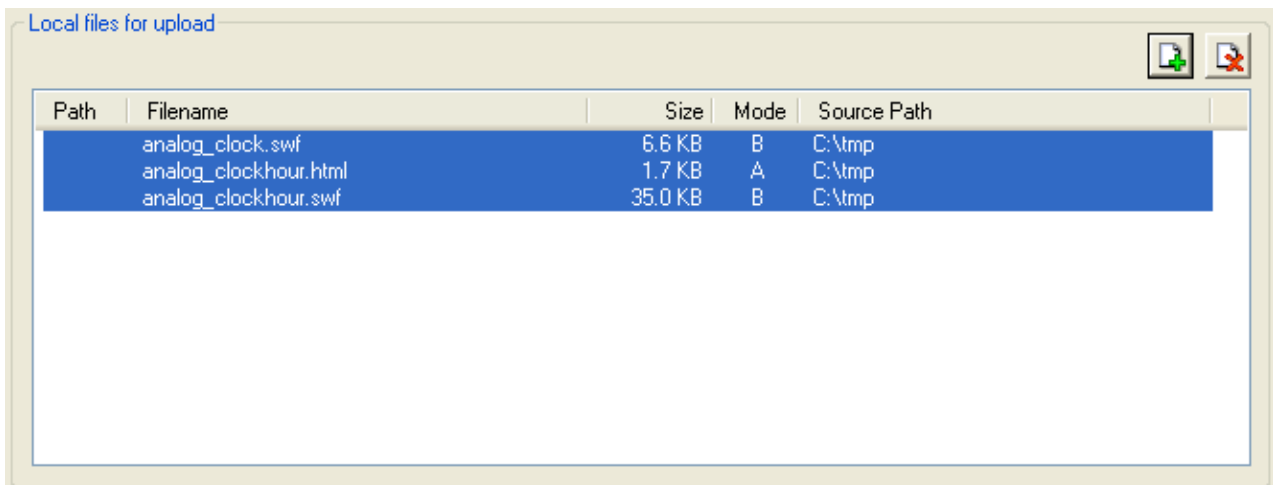 Local files for upload
Path Filename Size Mode Source Path
analog_clock.swf 6.6 KB B C:\tmp
analog_clockhour.html 1.7 KB A C:\tmp
analog_clockhour.swf 35.0 KB B C:\tmp